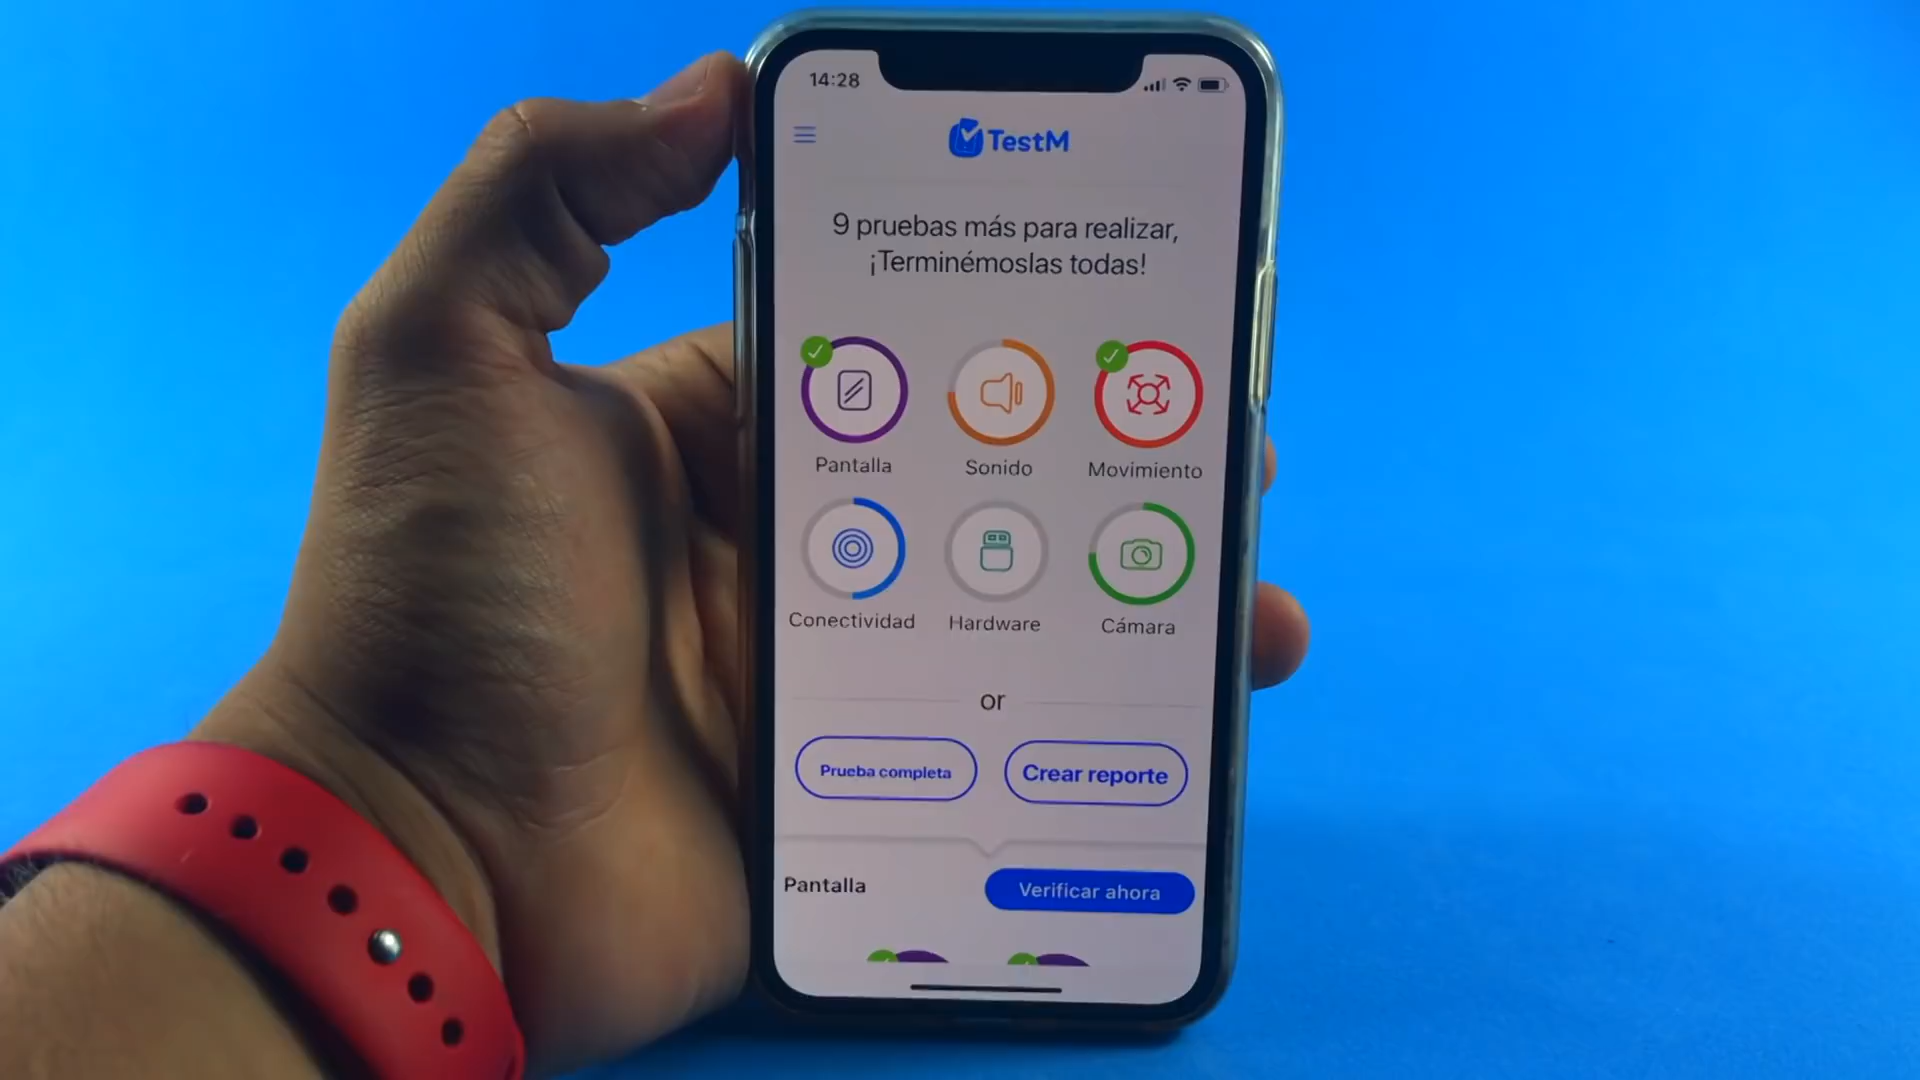 14:28
TestM
9 pruebas más para realizar,
¡Terminémoslas todas!
Pantalla
Sonido
Movimiento
Conectividad
Hardware
Cámara
or
Prueba completa
Crear reporte
Pantalla
Verificar ahora